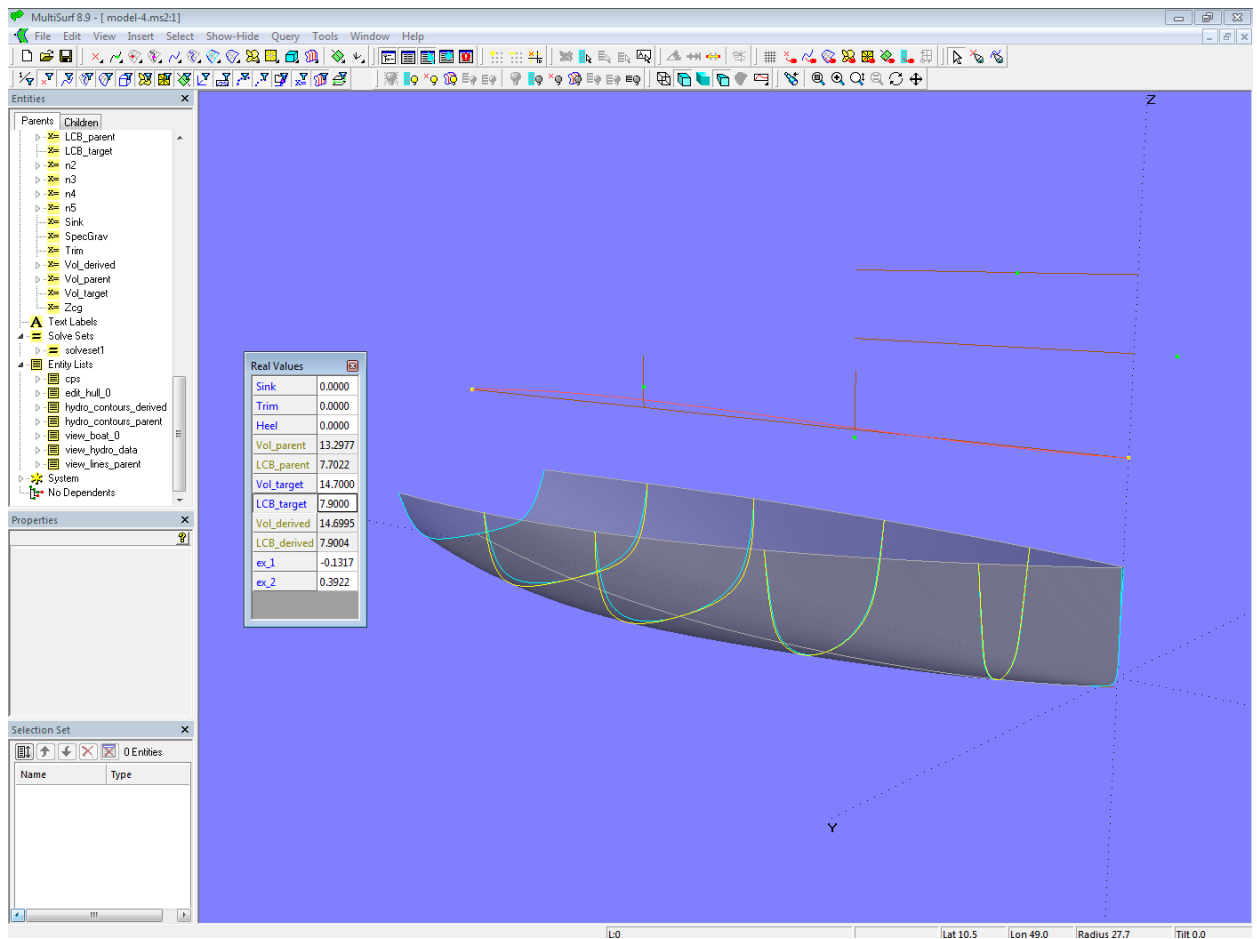 MultiSurf 8.9 - [ model-4.ms2:1]
File Edit View Insert Select Show-Hide Query Tools Window Help
Entities
Parents Children
LCB_parent
LCB_target
n2
n3
n4
n5
Sink
SpecGrav
Trim
Vol_derived
Vol_parent
Vol_target
Zcg
Text Labels
Solve Sets
solveset1
Entity Lists
cps
edit_hull_0
hydro_contours_derived
hydro_contours_parent
view_boat_0
view_hydro_data
view_lines_parent
System
No Dependents
Properties
Selection Set
0 Entities
Name Type
Real Values
Sink 0.0000
Trim 0.0000
Heel 0.0000
Vol_parent 13.2977
LCB_parent 7.7022
Vol_target 14.7000
LCB_target 7.9000
Vol_derived 14.6995
LCB_derived 7.9004
ex_1 -0.1317
ex_2 0.3922
Z
Y
L:0 Lat 10.5 Lon 49.0 Radius 27.7 Tilt 0.0